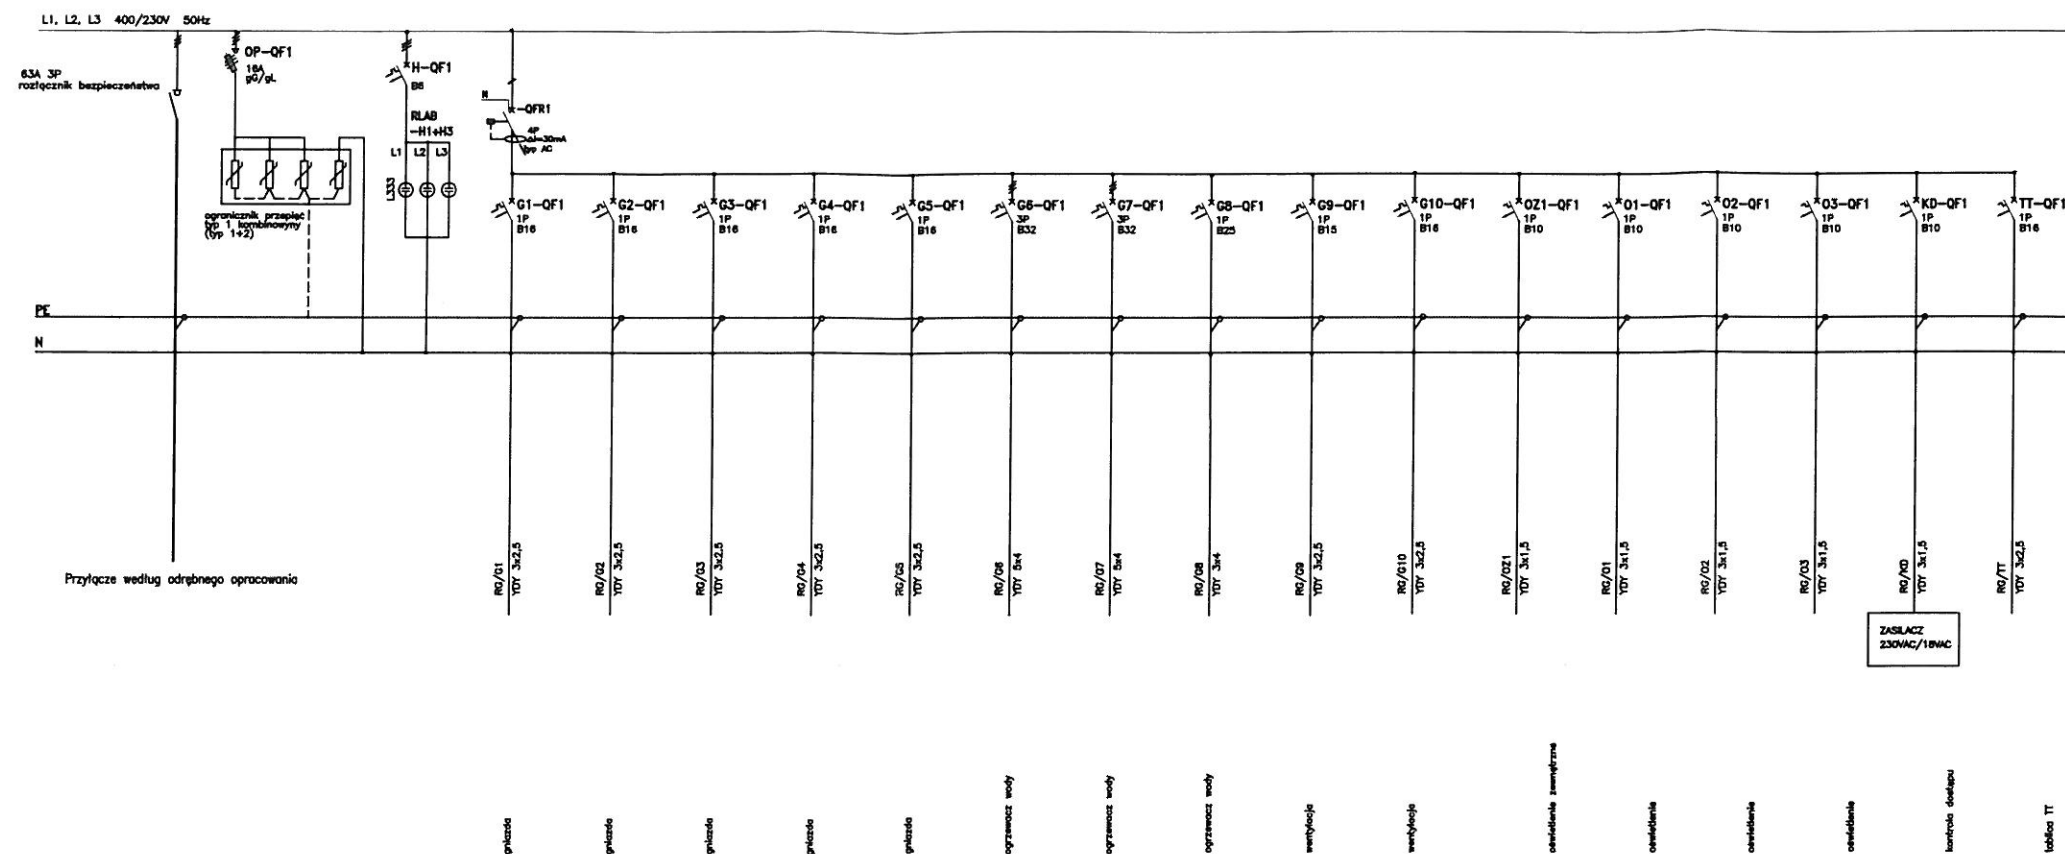 L1, L2, L3 400/230V 50Hz
63A 3P
rozłącznik bezpieczeństwa
OP-QF1
16A
gG/gL
ogranicznik przepięć
typ 1 kombinowyny
(typ 1+2)
H-QF1
B6
RLAB
-H1+H3
L1 L2 L3
L333
N
-QFR1
4P
ΔI=30mA
typ AC
G1-QF1
1P
B16
G2-QF1
1P
B16
G3-QF1
1P
B16
G4-QF1
1P
B16
G5-QF1
1P
B16
G6-QF1
3P
B32
G7-QF1
3P
B32
G8-QF1
1P
B25
G9-QF1
1P
B15
G10-QF1
1P
B16
OZ1-QF1
1P
B10
O1-QF1
1P
B10
O2-QF1
1P
B10
O3-QF1
1P
B10
KD-QF1
1P
B10
TT-QF1
1P
B16
PE
N
Przyłącze według odrębnego opracowania
RG/G1
YDY 3x2,5
RG/G2
YDY 3x2,5
RG/G3
YDY 3x2,5
RG/G4
YDY 3x2,5
RG/G5
YDY 3x2,5
RG/G6
YDY 5x4
RG/G7
YDY 5x4
RG/G8
YDY 3x4
RG/G9
YDY 3x2,5
RG/G10
YDY 3x2,5
RG/OZ1
YDY 3x1,5
RG/O1
YDY 3x1,5
RG/O2
YDY 3x1,5
RG/O3
YDY 3x1,5
RG/KD
YDY 3x1,5
RG/TT
YDY 3x2,5
ZASILACZ
230VAC/18VAC
gniazda
gniazda
gniazda
gniazda
gniazda
ogrzewacz wody
ogrzewacz wody
ogrzewacz wody
wentylacja
wentylacja
oświetlenie zewnętrzne
oświetlenie
oświetlenie
oświetlenie
kontrola dostępu
tablica TT